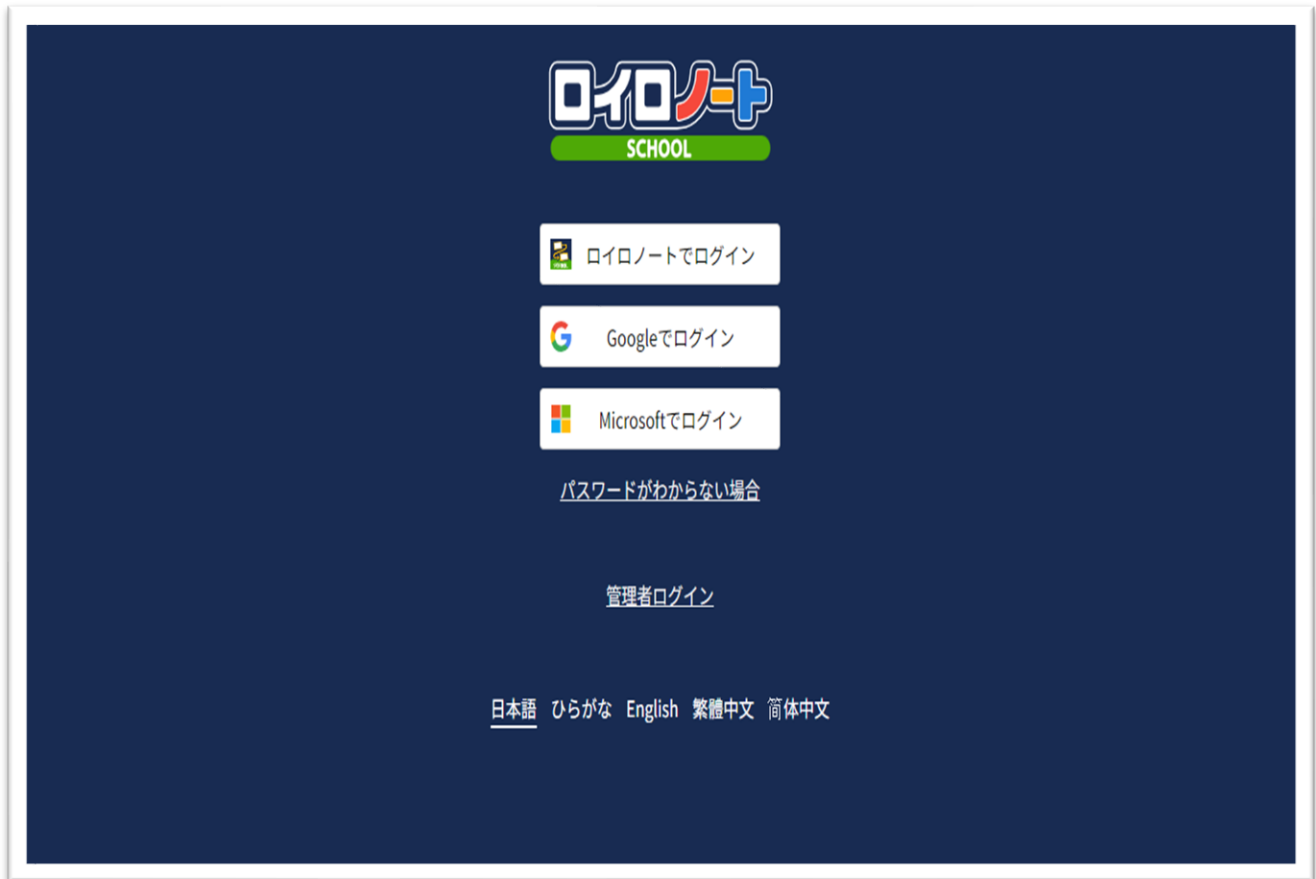 ロイロノート
SCHOOL
ロイロノートでログイン
Googleでログイン
Microsoftでログイン
パスワードがわからない場合
管理者ログイン
日本語 ひらがな English 繁體中文 简体中文